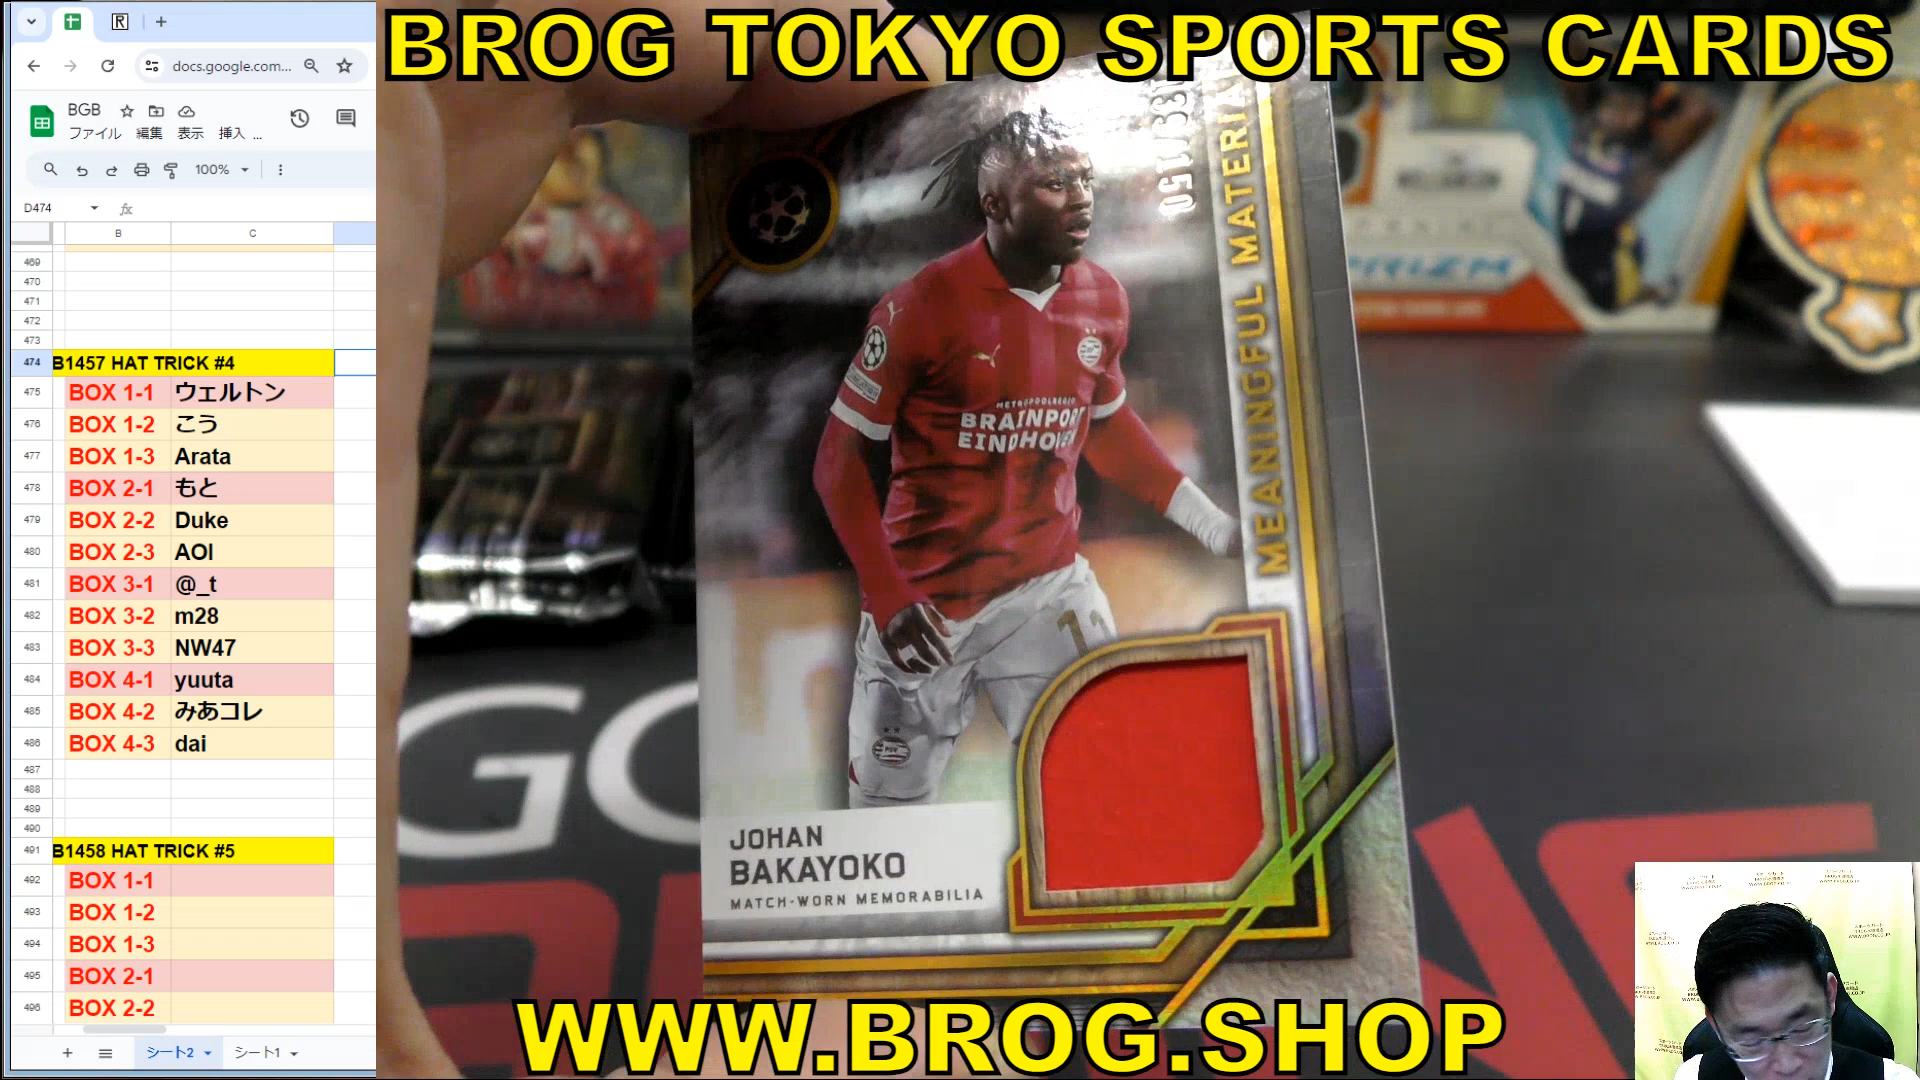 BROG TOKYO SPORTS CARDS
docs.google.com...
BGB
ファイル 編集 表示 挿入 ...
100%
D474
fx
B C
469
470
471
472
473
474 B1457 HAT TRICK #4
475 BOX 1-1 ウェルトン
476 BOX 1-2 こう
477 BOX 1-3 Arata
478 BOX 2-1 もと
479 BOX 2-2 Duke
480 BOX 2-3 AOI
481 BOX 3-1 @_t
482 BOX 3-2 m28
483 BOX 3-3 NW47
484 BOX 4-1 yuuta
485 BOX 4-2 みあコレ
486 BOX 4-3 dai
487
488
489
490
491 B1458 HAT TRICK #5
492 BOX 1-1
493 BOX 1-2
494 BOX 1-3
495 BOX 2-1
496 BOX 2-2
シート2 シート1
MEANINGFUL MATERIA
METROPOOLREGIO
BRAINPORT
EINDHOVEN
11
PSV
JOHAN
BAKAYOKO
MATCH-WORN MEMORABILIA
PRIZM
WWW.BROG.SHOP